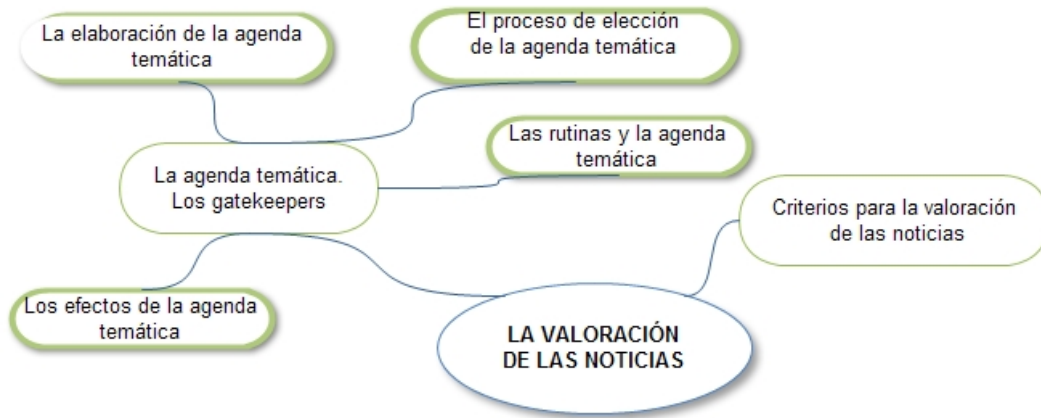 La elaboración de la agenda
temática
El proceso de elección
de la agenda temática
Las rutinas y la agenda
temática
La agenda temática.
Los gatekeepers
Criterios para la valoración
de las noticias
Los efectos de la agenda
temática
LA VALORACIÓN
DE LAS NOTICIAS